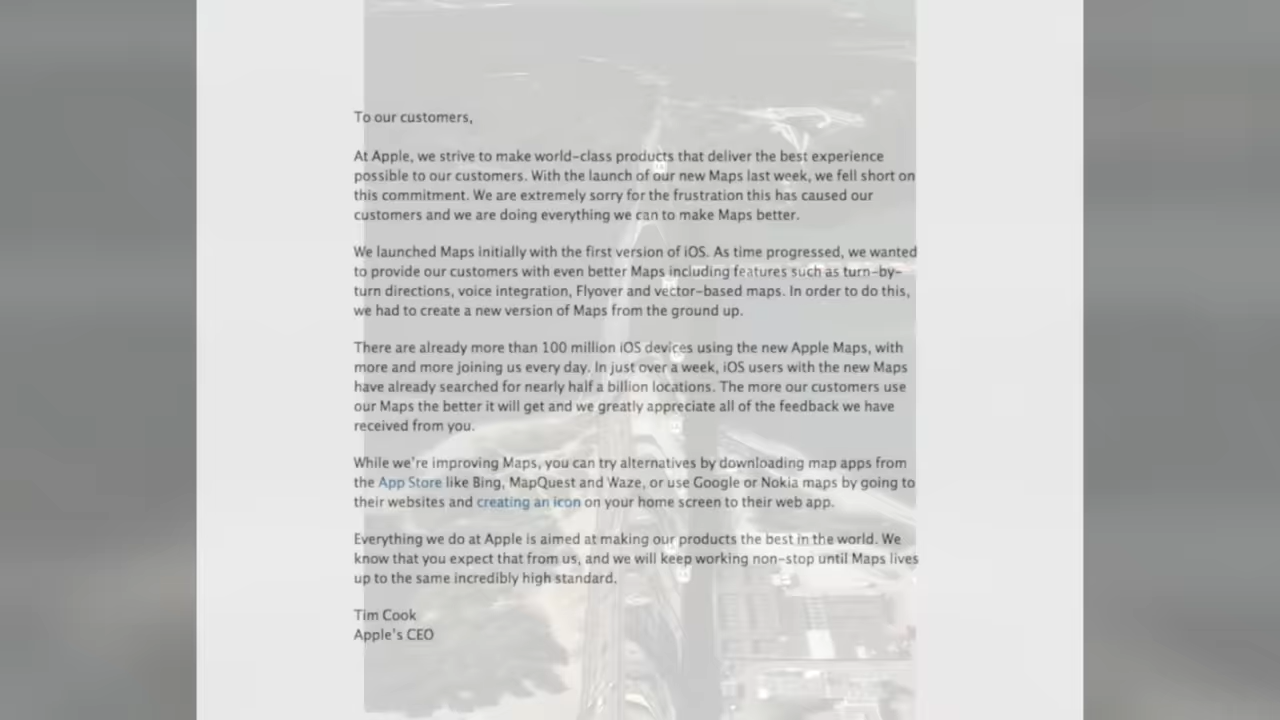 To our customers,
At Apple, we strive to make world-class products that deliver the best experience
possible to our customers. With the launch of our new Maps last week, we fell short on
this commitment. We are extremely sorry for the frustration this has caused our
customers and we are doing everything we can to make Maps better.
We launched Maps initially with the first version of iOS. As time progressed, we wanted
to provide our customers with even better Maps including features such as turn-by-
turn directions, voice integration, Flyover and vector-based maps. In order to do this,
we had to create a new version of Maps from the ground up.
There are already more than 100 million iOS devices using the new Apple Maps, with
more and more joining us every day. In just over a week, iOS users with the new Maps
have already searched for nearly half a billion locations. The more our customers use
our Maps the better it will get and we greatly appreciate all of the feedback we have
received from you.
While we're improving Maps, you can try alternatives by downloading map apps from
the App Store like Bing, MapQuest and Waze, or use Google or Nokia maps by going to
their websites and creating an icon on your home screen to their web app.
Everything we do at Apple is aimed at making our products the best in the world. We
know that you expect that from us, and we will keep working non-stop until Maps lives
up to the same incredibly high standard.
Tim Cook
Apple's CEO